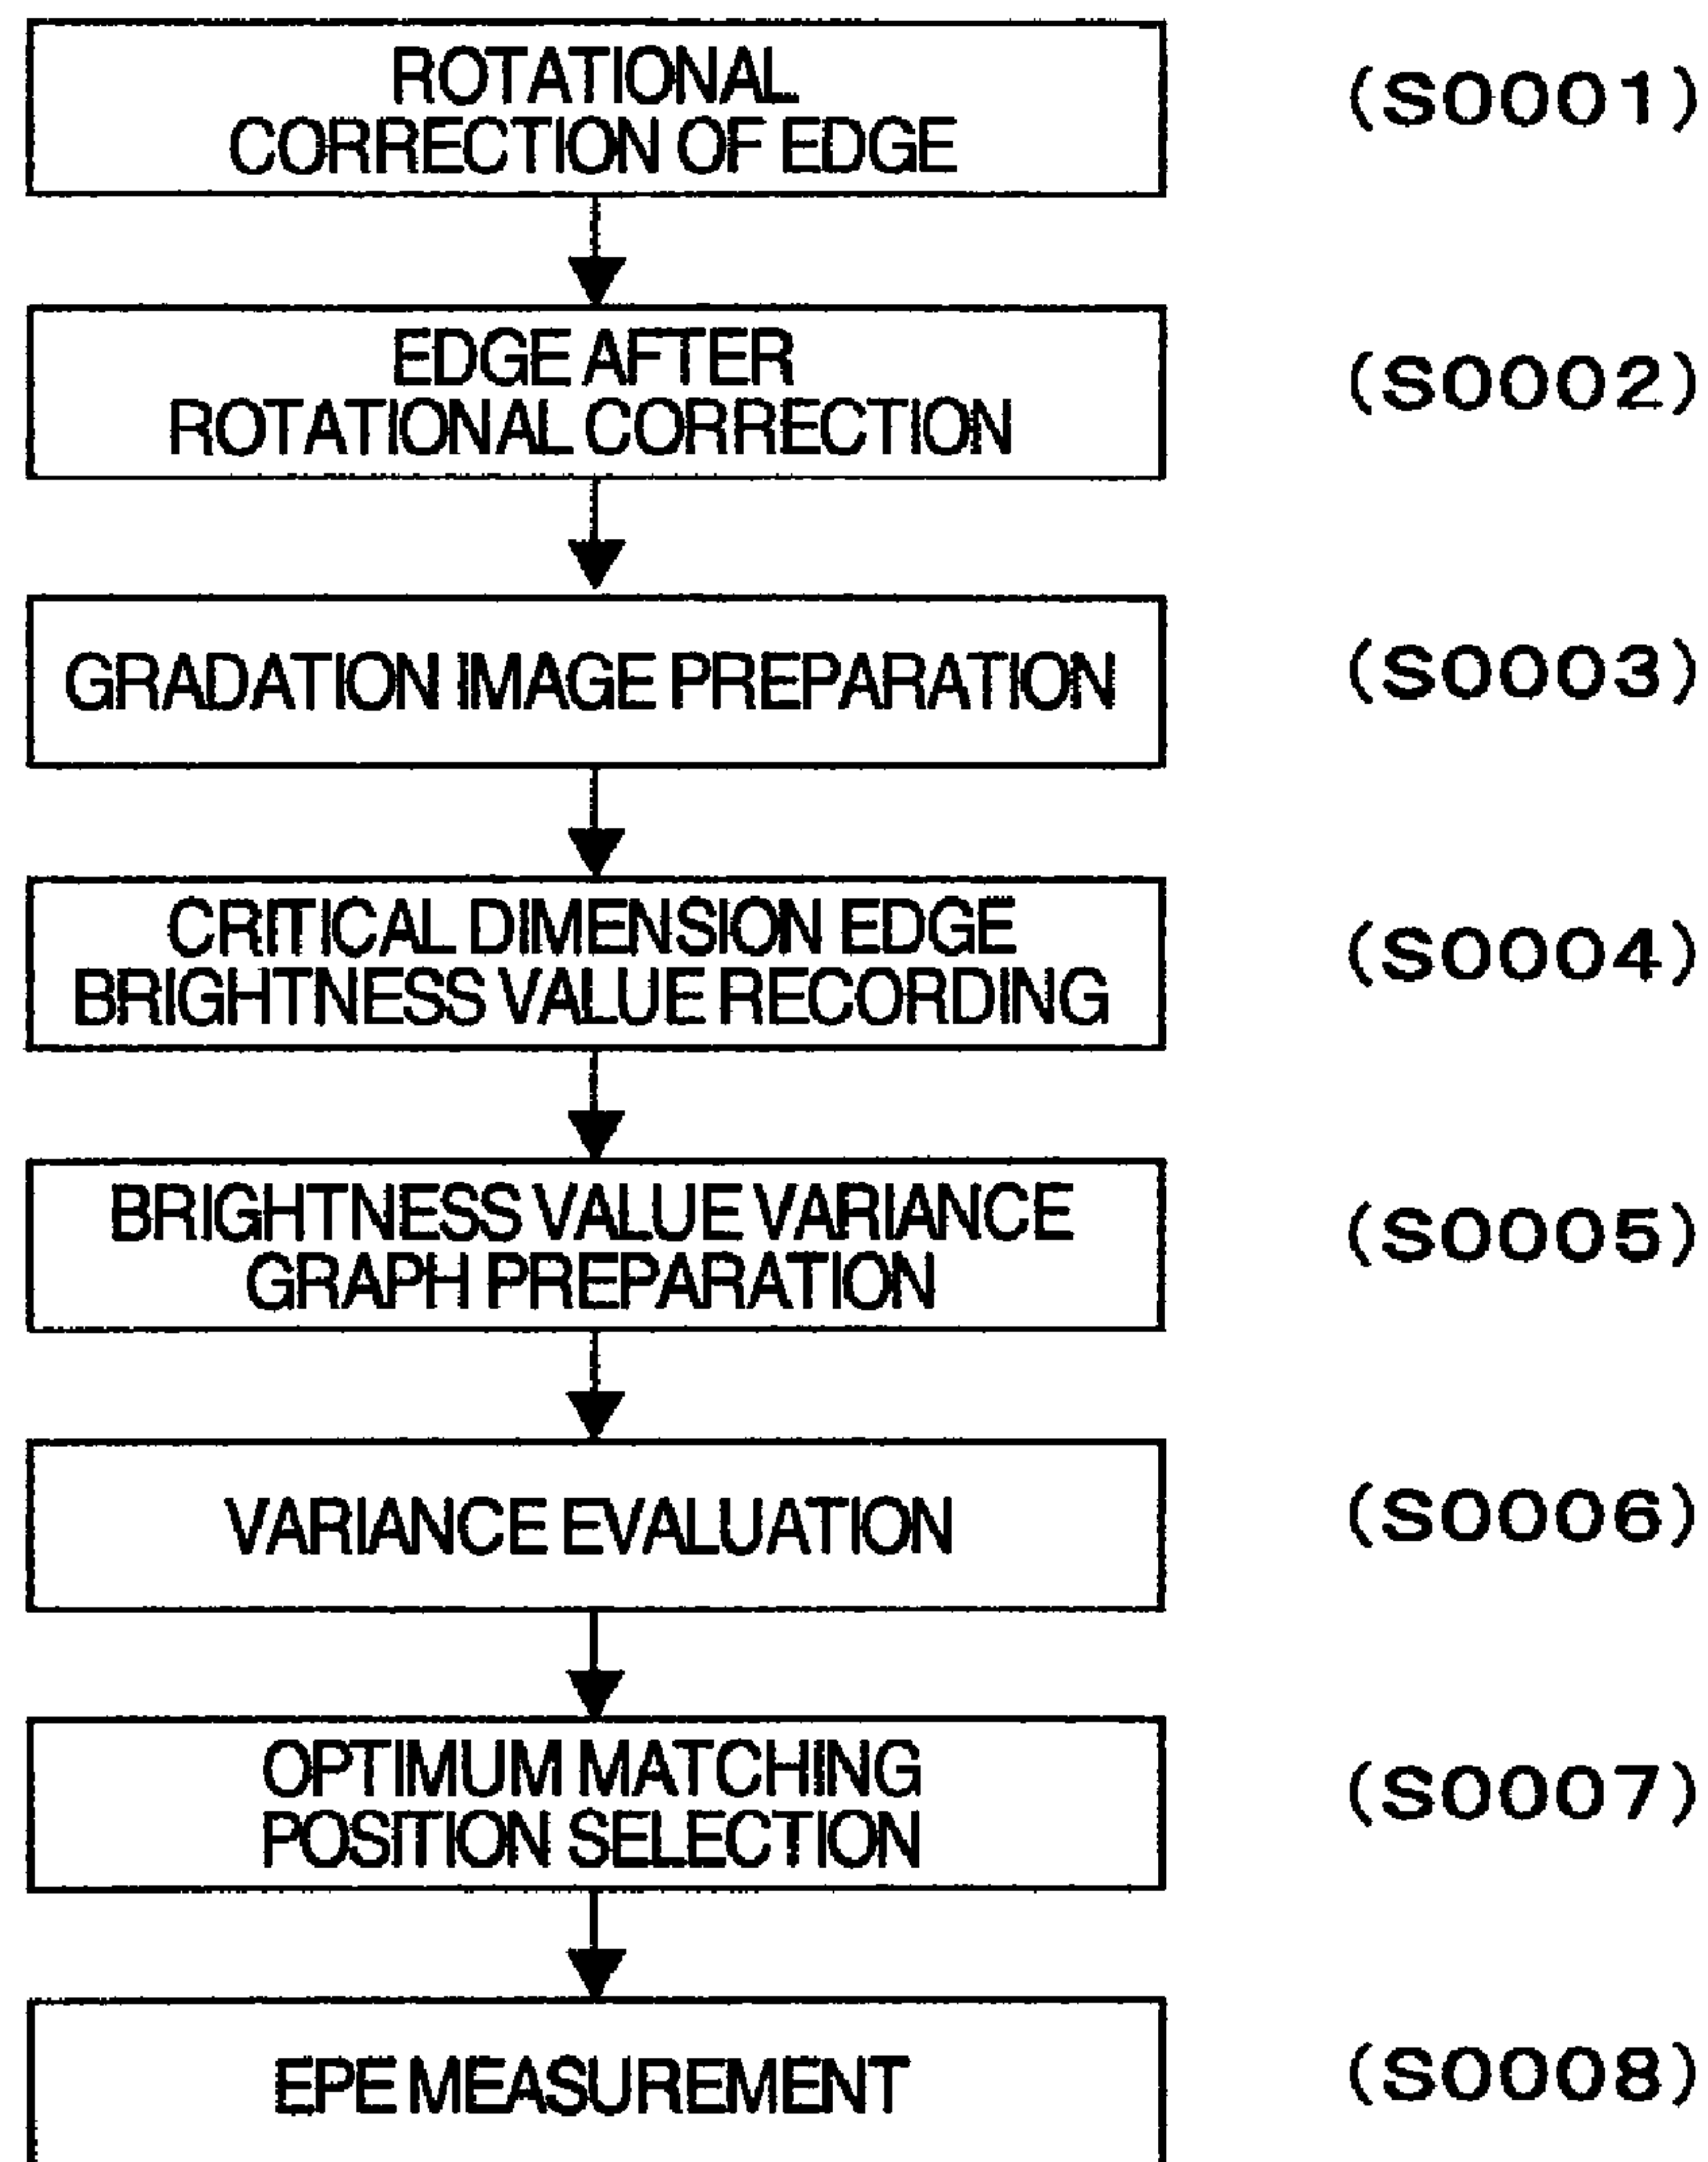 ROTATIONAL
CORRECTION OF EDGE
(S0001)
EDGE AFTER
ROTATIONAL CORRECTION
(S0002)
GRADATION IMAGE PREPARATION
(S0003)
CRITICAL DIMENSION EDGE
BRIGHTNESS VALUE RECORDING
(S0004)
BRIGHTNESS VALUE VARIANCE
GRAPH PREPARATION
(S0005)
VARIANCE EVALUATION
(S0006)
OPTIMUM MATCHING
POSITION SELECTION
(S0007)
EPE MEASUREMENT
(S0008)